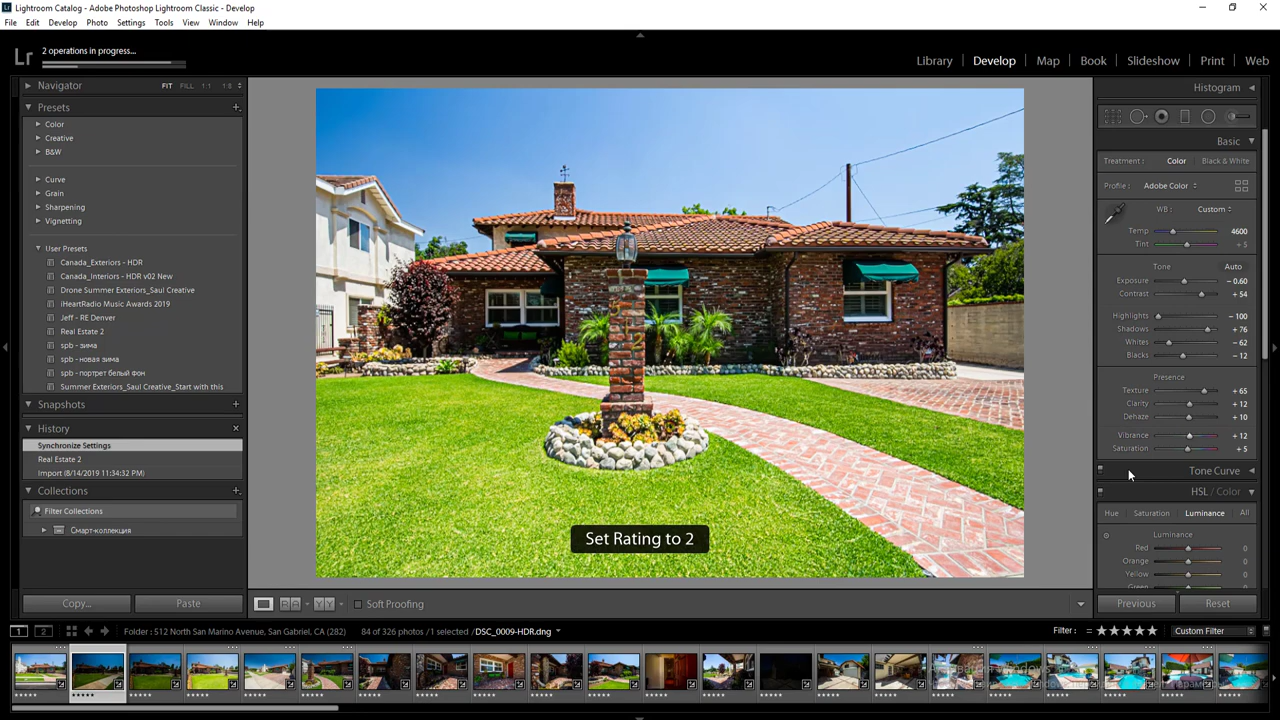 Lightroom Catalog - Adobe Photoshop Lightroom Classic - Develop
File Edit Develop Photo Settings Tools View Window Help
Lr 2 operations in progress...
Library | Develop | Map | Book | Slideshow | Print | Web
Navigator FIT FILL 1:1 1:8
Presets
Color
Creative
B&W
Curve
Grain
Sharpening
Vignetting
User Presets
Canada_Exteriors - HDR
Canada_Interiors - HDR v02 New
Drone Summer Exteriors_Saul Creative
iHeartRadio Music Awards 2019
Jeff - RE Denver
Real Estate 2
spb - зима
spb - новая зима
spb - портрет белый фон
Summer Exteriors_Saul Creative_Start with this
Snapshots
History
Synchronize Settings
Real Estate 2
Import (8/14/2019 11:34:32 PM)
Collections
Filter Collections
Смарт-коллекция
Copy... Paste
Set Rating to 2
Soft Proofing
Histogram
Basic
Treatment : Color Black & White
Profile : Adobe Color
WB : Custom
Temp 4600
Tint + 5
Tone Auto
Exposure - 0.60
Contrast + 54
Highlights - 100
Shadows + 76
Whites - 62
Blacks - 12
Presence
Texture + 65
Clarity + 12
Dehaze + 10
Vibrance + 12
Saturation + 5
Tone Curve
HSL / Color
Hue Saturation Luminance All
Luminance
Red 0
Orange 0
Yellow 0
Green 0
Previous Reset
1 2 Folder : 512 North San Marino Avenue, San Gabriel, CA (282) 84 of 326 photos /1 selected /DSC_0009-HDR.dng Filter : Custom Filter